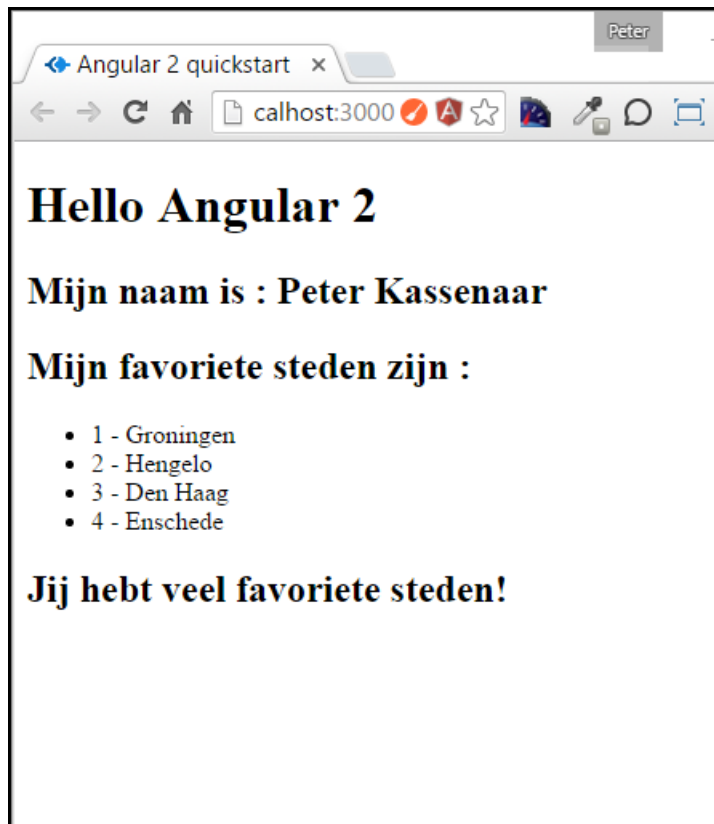 Peter
Angular 2 quickstart
calhost:3000
Hello Angular 2
Mijn naam is : Peter Kassenaar
Mijn favoriete steden zijn :
1 - Groningen
2 - Hengelo
3 - Den Haag
4 - Enschede
Jij hebt veel favoriete steden!